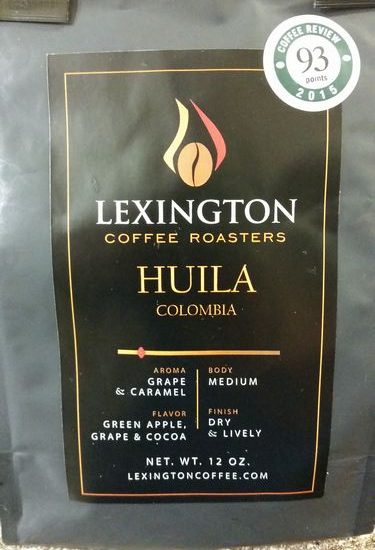 COFFEE REVIEW
93
points
2015
LEXINGTON
COFFEE ROASTERS
HUILA
COLOMBIA
AROMA
GRAPE
& CARAMEL
BODY
MEDIUM
FLAVOR
GREEN APPLE,
GRAPE & COCOA
FINISH
DRY
& LIVELY
NET. WT. 12 OZ.
LEXINGTONCOFFEE.COM